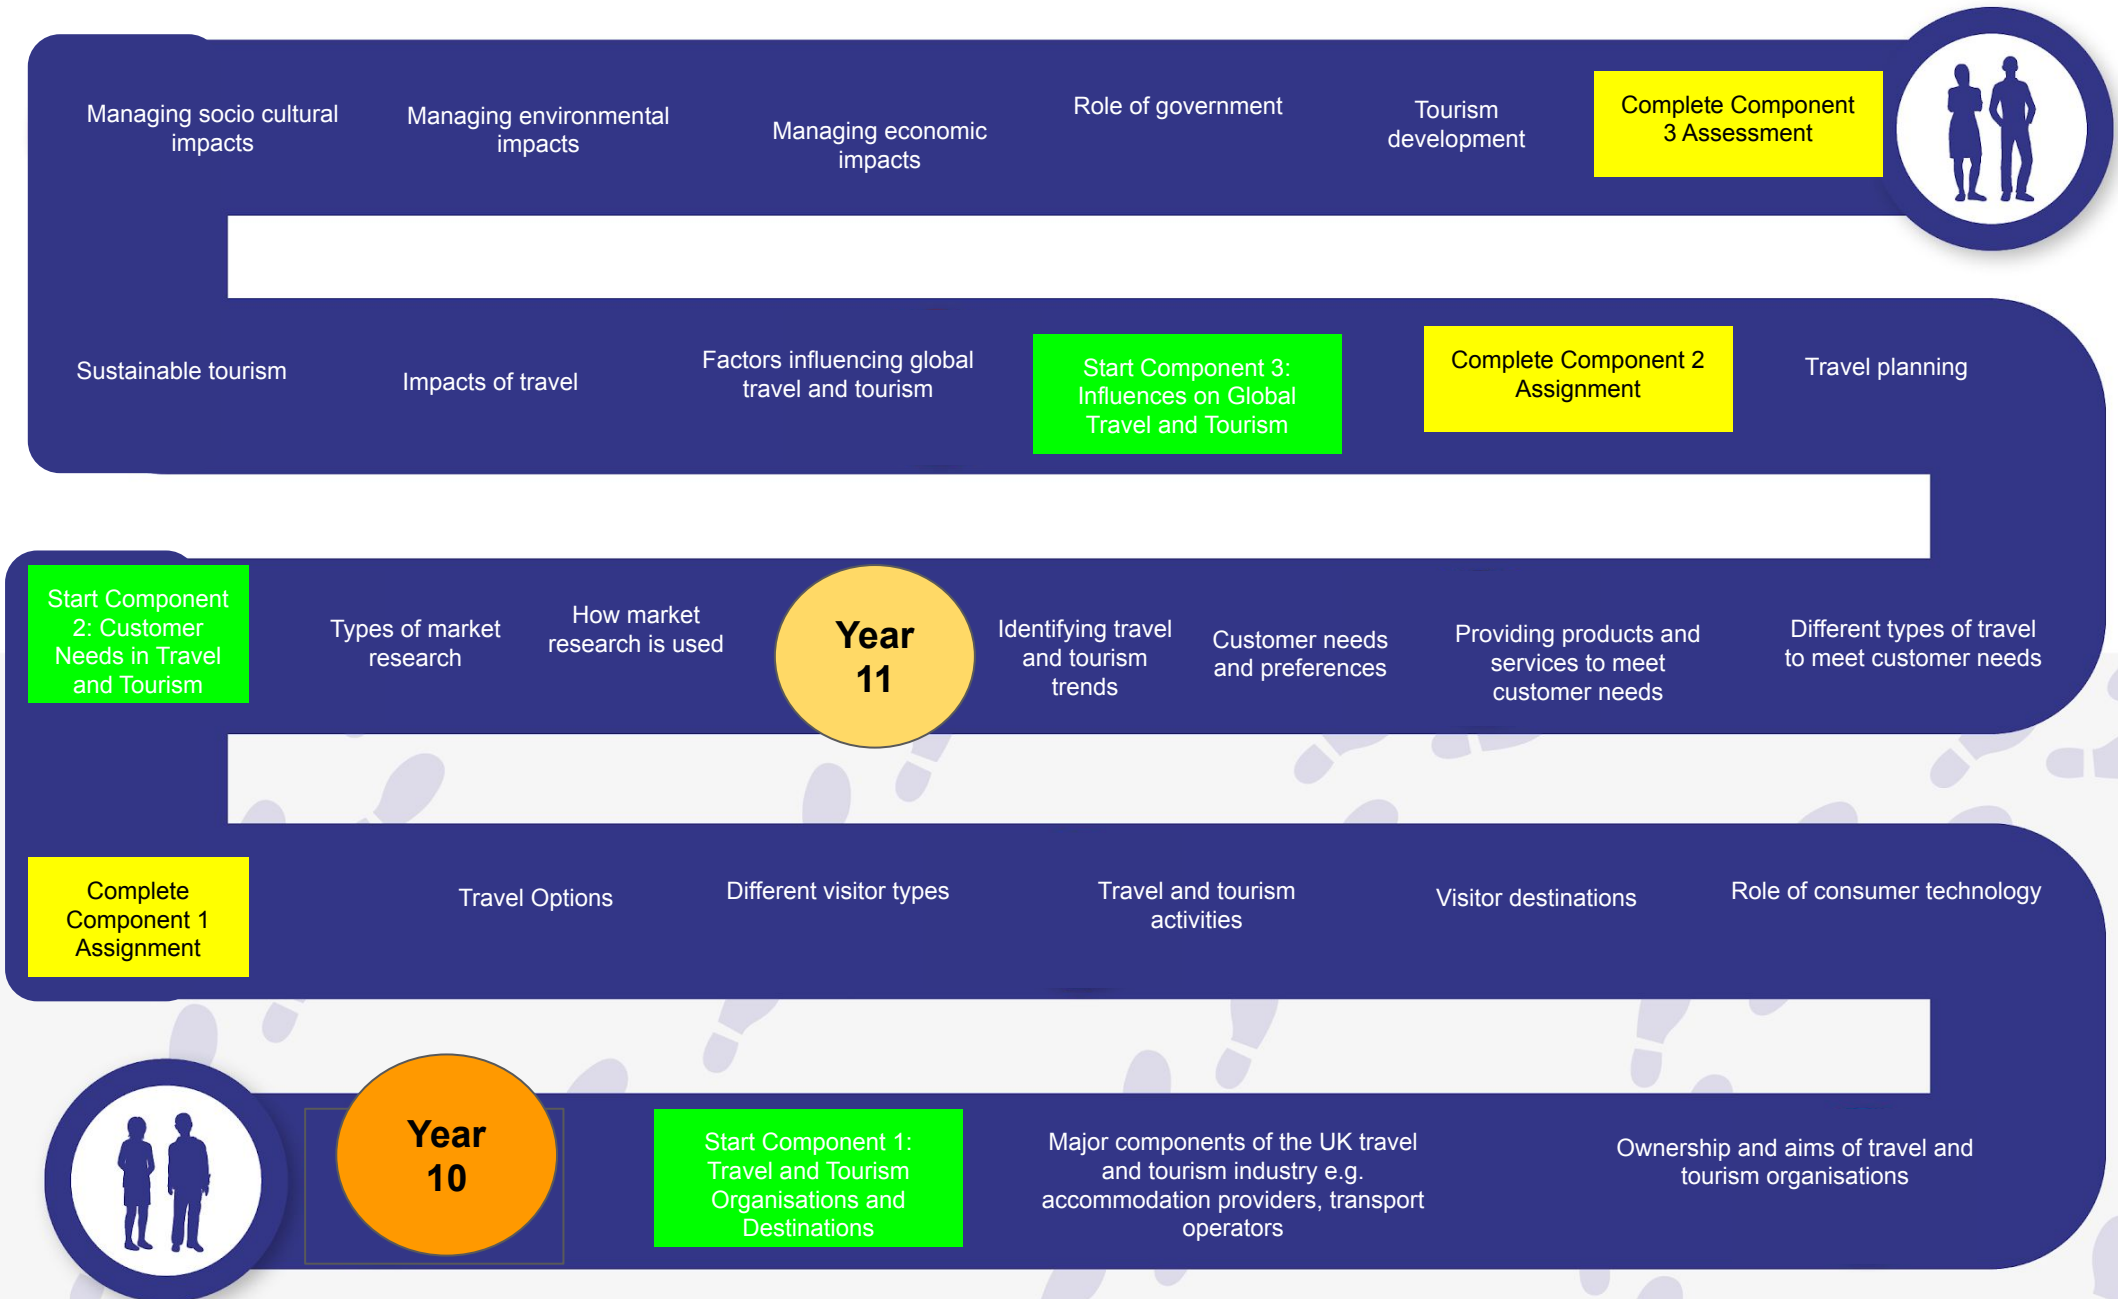 Managing socio cultural
impacts
Managing environmental
impacts
Managing economic
impacts
Role of government
Tourism
development
Complete Component
3 Assessment
Sustainable tourism
Impacts of travel
Factors influencing global
travel and tourism
Start Component 3:
Influences on Global
Travel and Tourism
Complete Component 2
Assignment
Travel planning
Start Component
2: Customer
Needs in Travel
and Tourism
Types of market
research
How market
research is used
Year
11
Identifying travel
and tourism
trends
Customer needs
and preferences
Providing products and
services to meet
customer needs
Different types of travel
to meet customer needs
Complete
Component 1
Assignment
Travel Options
Different visitor types
Travel and tourism
activities
Visitor destinations
Role of consumer technology
Year
10
Start Component 1:
Travel and Tourism
Organisations and
Destinations
Major components of the UK travel
and tourism industry e.g.
accommodation providers, transport
operators
Ownership and aims of travel and
tourism organisations